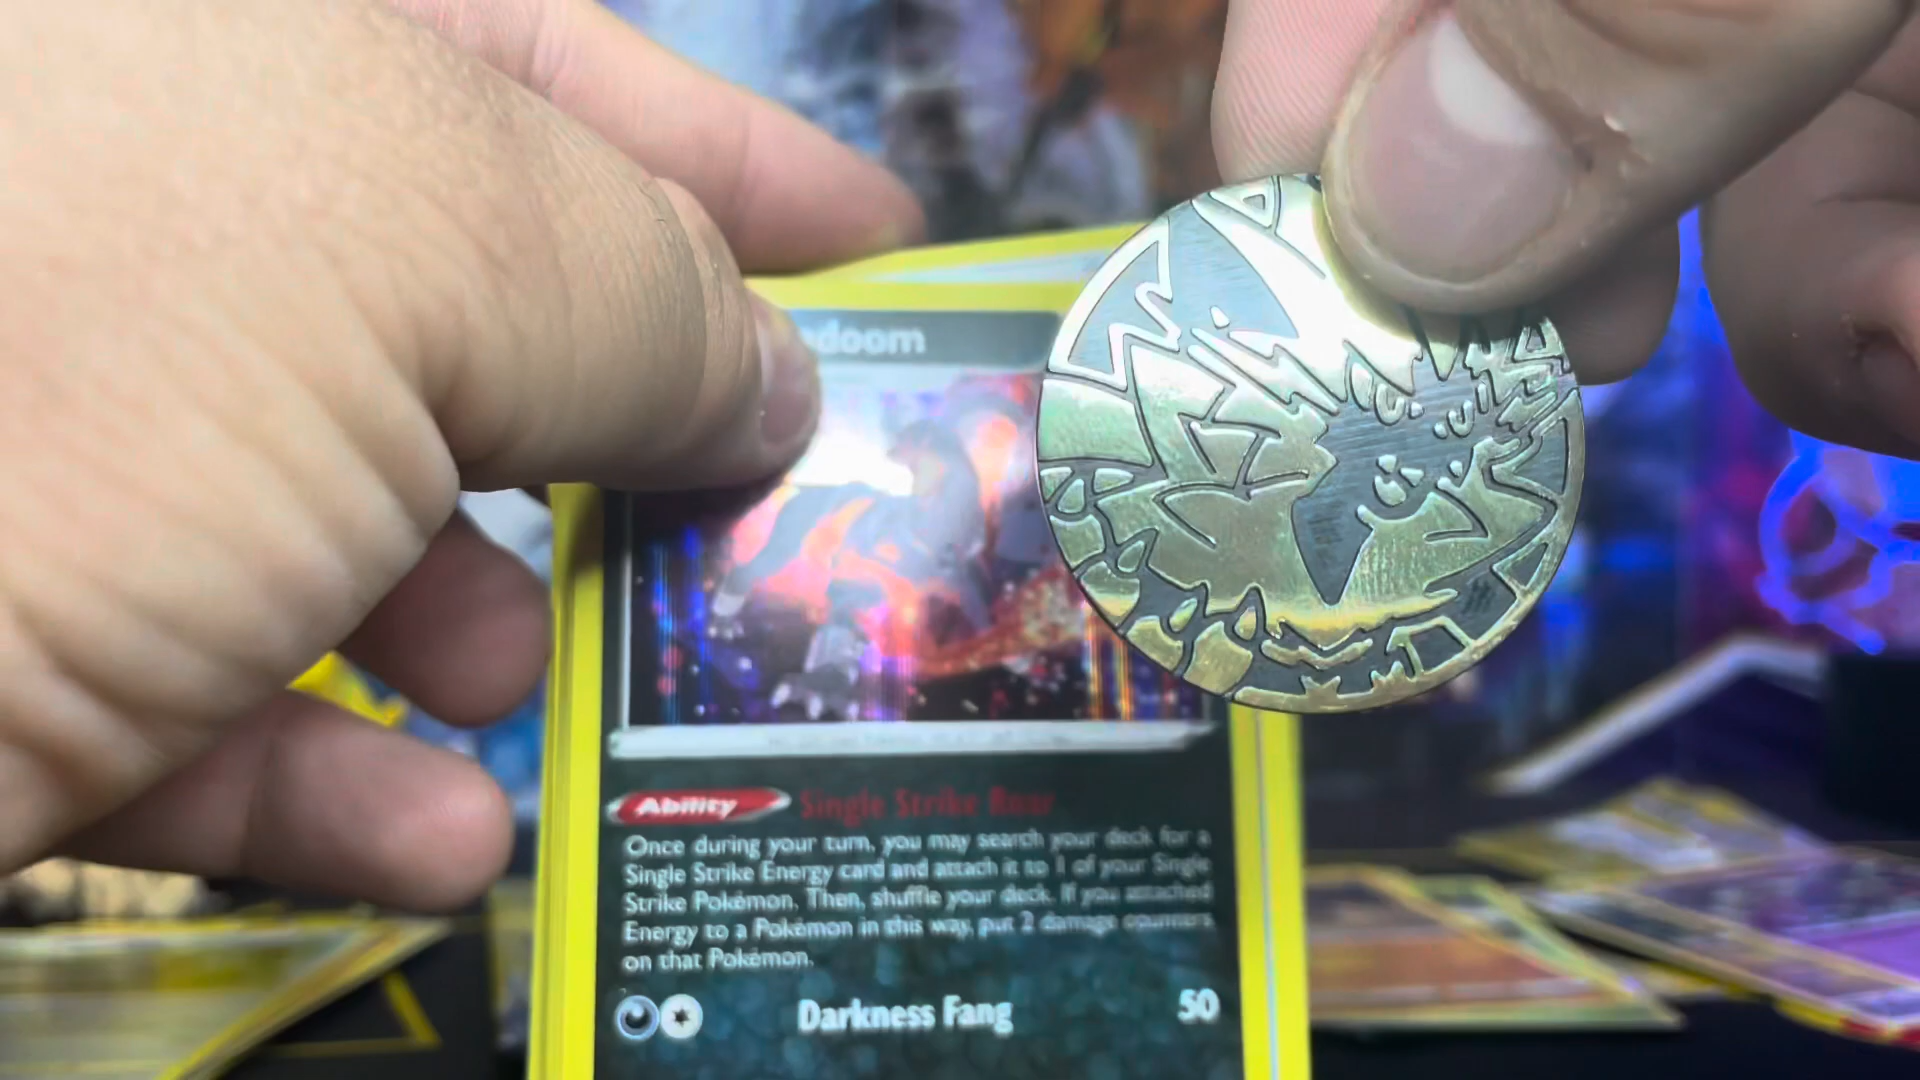 doom
Ability Single Strike Roar
Once during your turn, you may search your deck for a
Single Strike Energy card and attach it to 1 of your Single
Strike Pokémon. Then, shuffle your deck. If you attached
Energy to a Pokémon in this way, put 2 damage counters
on that Pokémon.
Darkness Fang 50